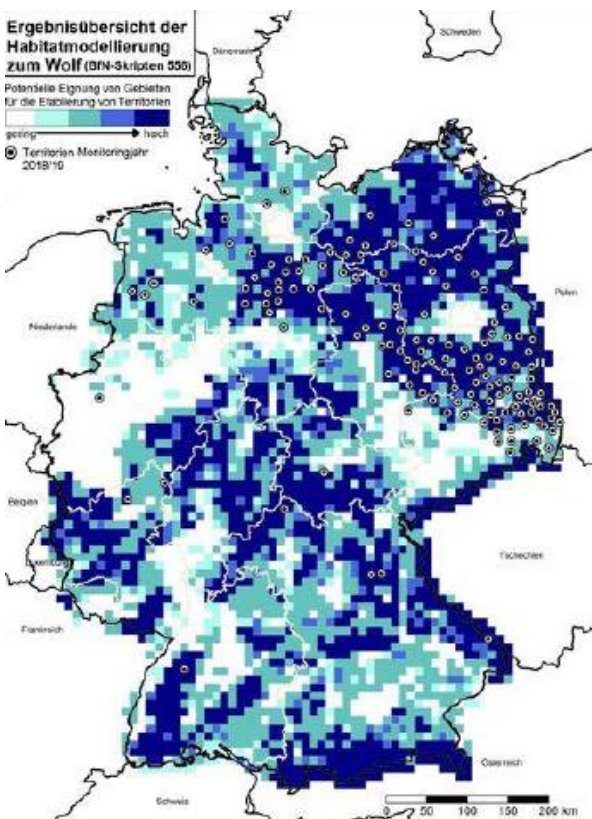 Ergebnisübersicht der
Habitatmodellierung
zum Wolf (BfN-Skripten 556)
Potentielle Eignung von Gebieten
für die Etablierung von Territorien
gering hoch
Territorien Monitoringjahr
2018/19
Dänemark
Schweden
Polen
Niederlande
Belgien
Luxemburg
Tschechien
Frankreich
Österreich
Schweiz
0 50 100 150 200 km